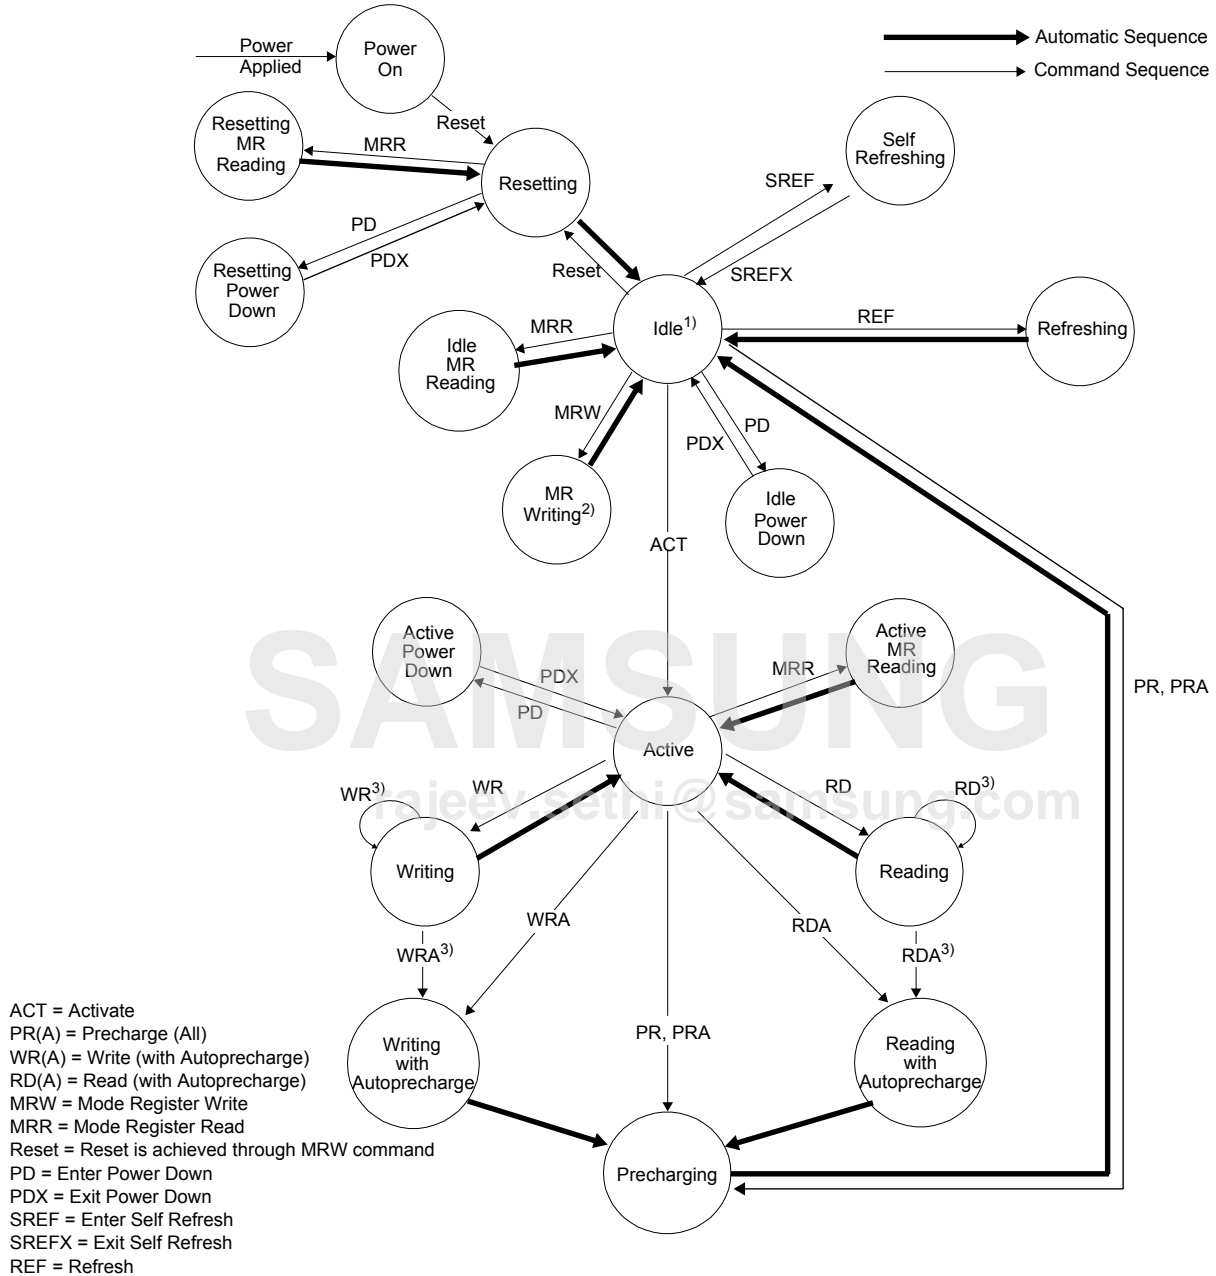 Power
Applied
Power
On
Automatic Sequence
Command Sequence
Reset
Resetting
MR
Reading
MRR
Resetting
Self
Refreshing
SREF
PD
PDX
Resetting
Power
Down
Reset
SREFX
Idle1)
REF
Refreshing
MRR
Idle
MR
Reading
MRW
PD
PDX
MR
Writing2)
Idle
Power
Down
ACT
SAMSUNG
Active
Power
Down
Active
MR
Reading
PDX
PD
MRR
PR, PRA
Active
rajeev.sethi@samsung.com
WR3)
WR
RD
RD3)
Writing
Reading
WRA
RDA
WRA3)
RDA3)
PR, PRA
Writing
with
Autoprecharge
Reading
with
Autoprecharge
Precharging
ACT = Activate
PR(A) = Precharge (All)
WR(A) = Write (with Autoprecharge)
RD(A) = Read (with Autoprecharge)
MRW = Mode Register Write
MRR = Mode Register Read
Reset = Reset is achieved through MRW command
PD = Enter Power Down
PDX = Exit Power Down
SREF = Enter Self Refresh
SREFX = Exit Self Refresh
REF = Refresh